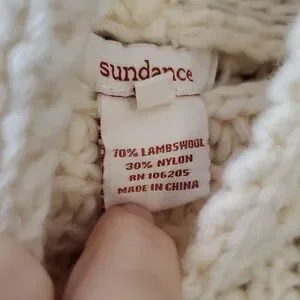 sundance
70% LAMBSWOOL
30% NYLON
RN 106205
MADE IN CHINA